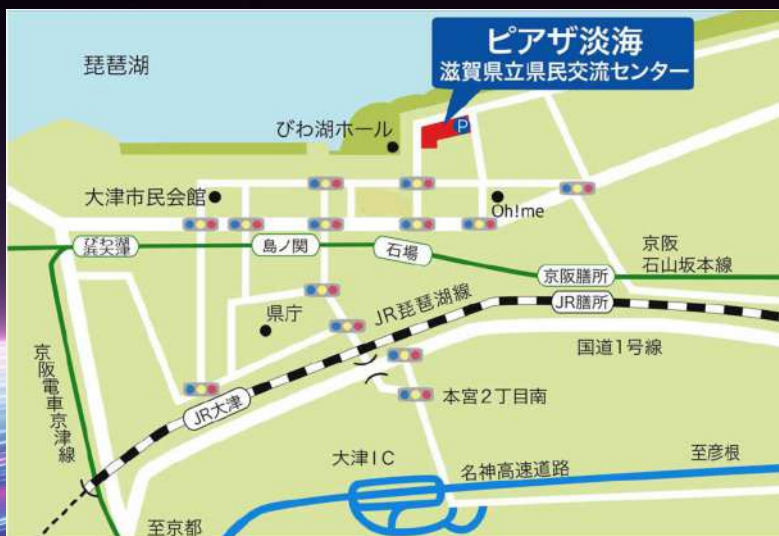 ピアザ淡海
滋賀県立県民交流センター
琵琶湖
P
びわ湖ホール
大津市民会館
Oh!me
びわ湖
浜大津
島ノ関
石場
京阪膳所
京阪
石山坂本線
JR琵琶湖線
JR膳所
県庁
国道1号線
京阪電車京津線
JR大津
本宮2丁目南
大津IC
名神高速道路
至彦根
至京都